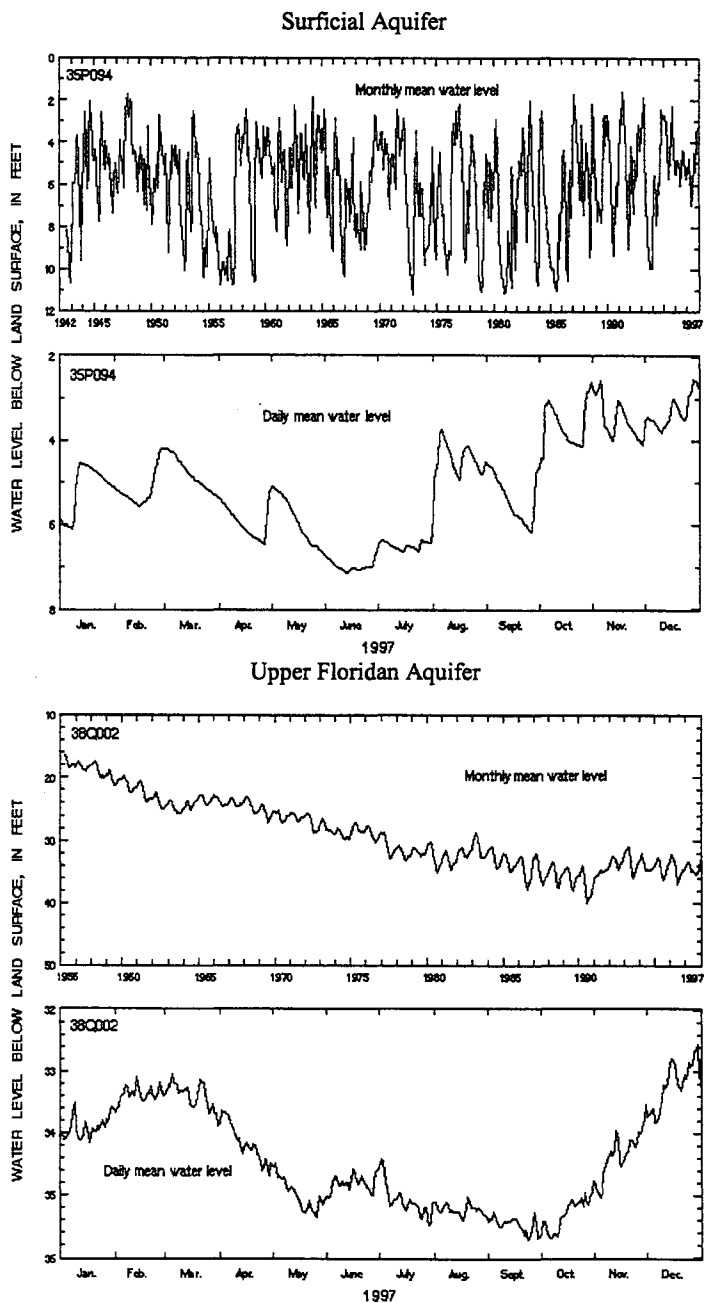 Surficial Aquifer
WATER LEVEL BELOW LAND SURFACE, IN FEET
35P094
Monthly mean water level
0
2
4
6
8
10
12
1942 1945 1950 1955 1960 1965 1970 1975 1980 1985 1990 1997
35P094
Daily mean water level
2
4
6
8
Jan. Feb. Mar. Apr. May June July Aug. Sept. Oct. Nov. Dec.
1997
Upper Floridan Aquifer
WATER LEVEL BELOW LAND SURFACE, IN FEET
38Q002
Monthly mean water level
10
20
30
40
50
1955 1960 1965 1970 1975 1980 1985 1990 1997
38Q002
Daily mean water level
32
33
34
35
35
Jan. Feb. Mar. Apr. May June July Aug. Sept. Oct. Nov. Dec.
1997